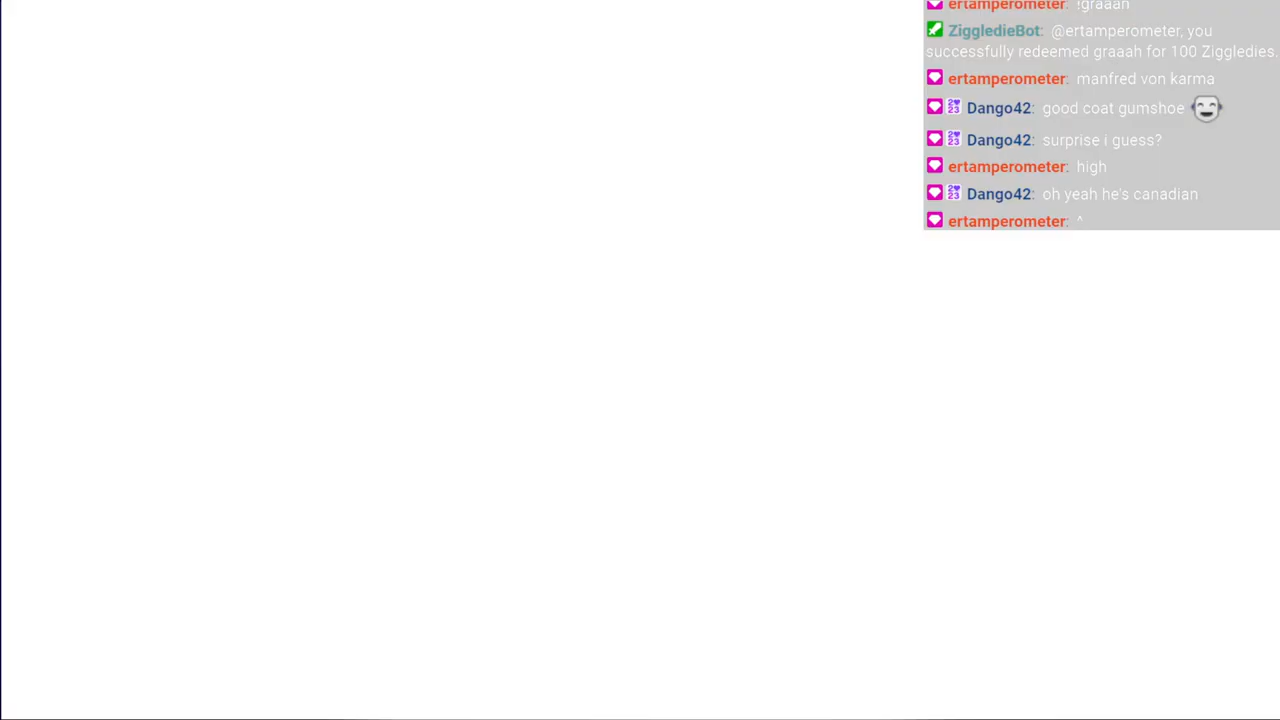 ertamperometer: !graaah
ZiggledieBot: @ertamperometer, you
successfully redeemed graaah for 100 Ziggledies.
ertamperometer: manfred von karma
Dango42: good coat gumshoe
Dango42: surprise i guess?
ertamperometer: high
Dango42: oh yeah he's canadian
ertamperometer: ^